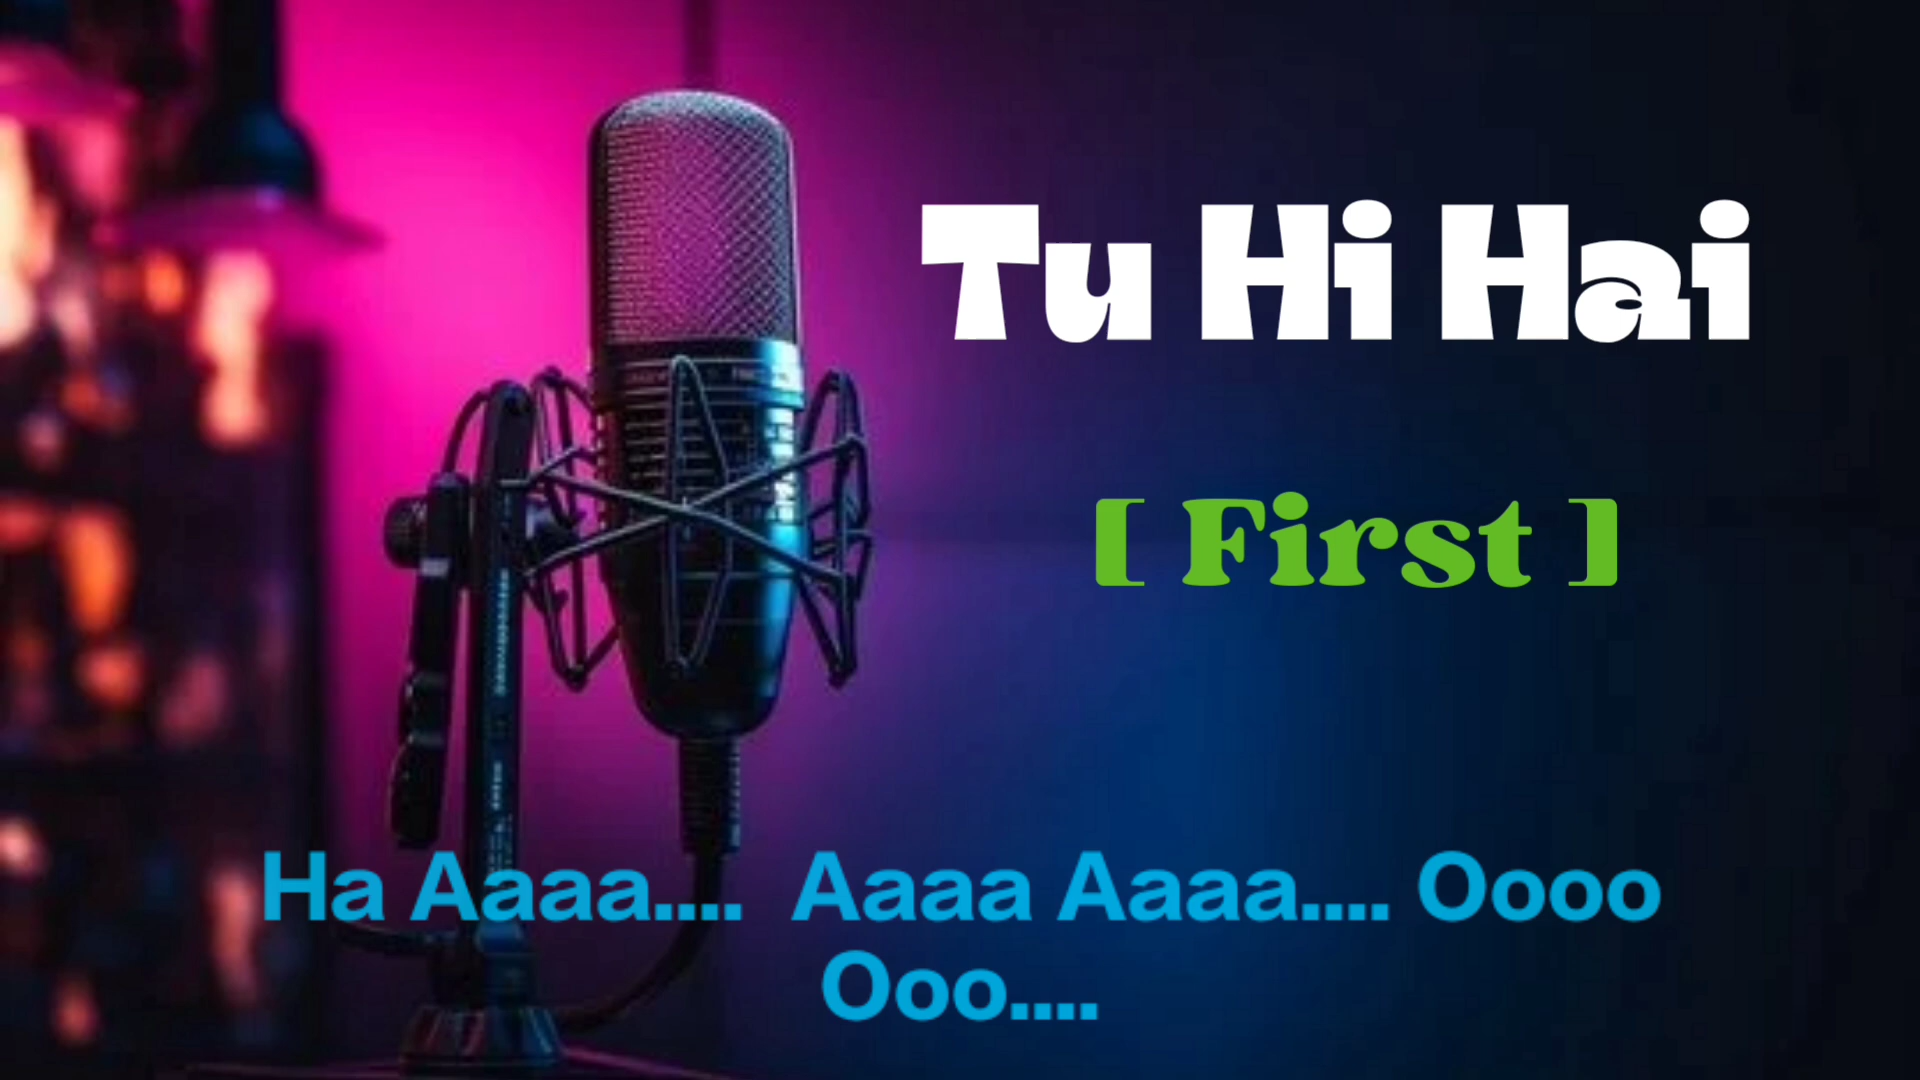 Tu Hi Hai
[ First ]
Ha Aaaa.... Aaaa Aaaa.... Oooo
Ooo....